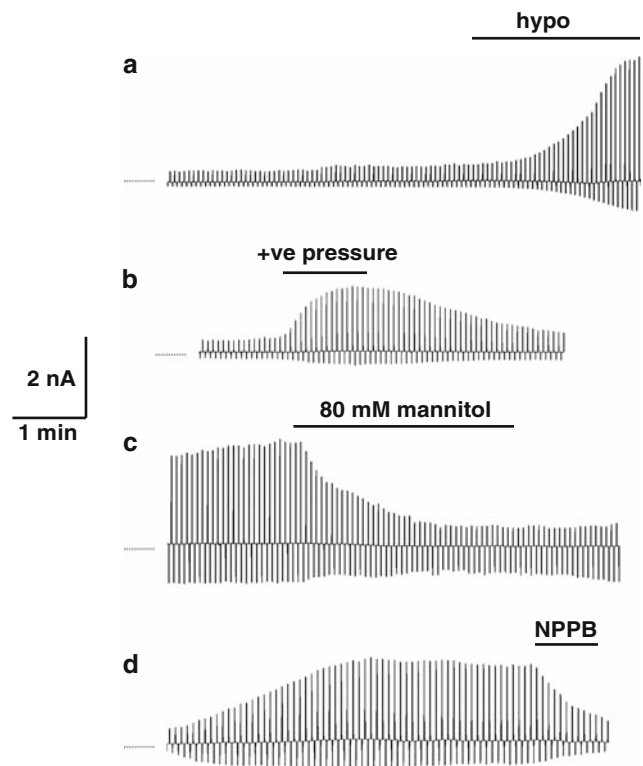 hypo
a
+ve pressure
b
2 nA
1 min
80 mM mannitol
c
NPPB
d